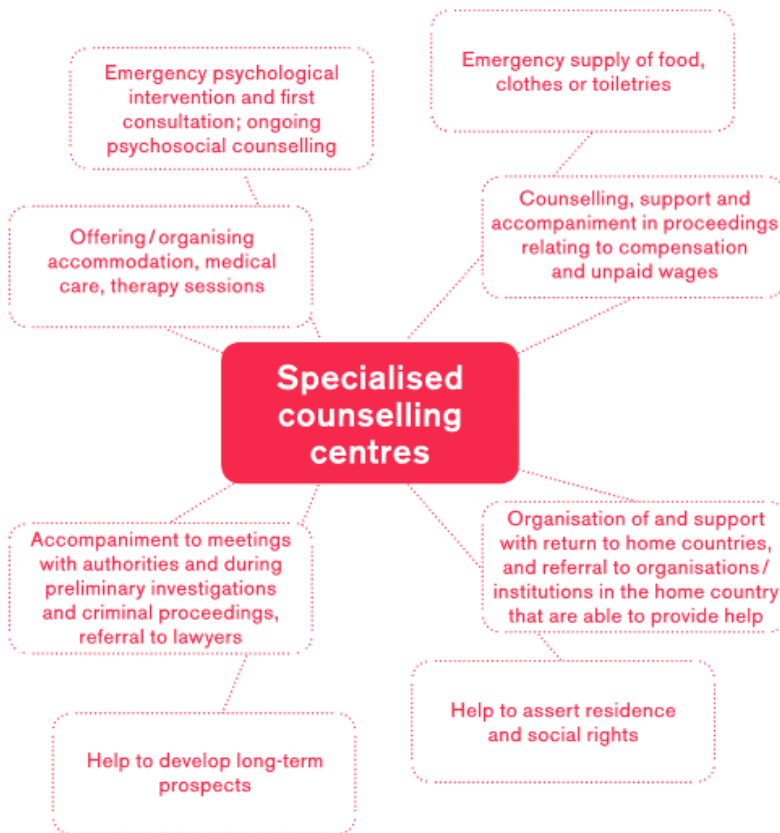 Emergency psychological
intervention and first
consultation; ongoing
psychosocial counselling
Emergency supply of food,
clothes or toiletries
Offering/organising
accommodation, medical
care, therapy sessions
Counselling, support and
accompaniment in proceedings
relating to compensation
and unpaid wages
Specialised
counselling
centres
Accompaniment to meetings
with authorities and during
preliminary investigations
and criminal proceedings,
referral to lawyers
Organisation of and support
with return to home countries,
and referral to organisations/
institutions in the home country
that are able to provide help
Help to develop long-term
prospects
Help to assert residence
and social rights